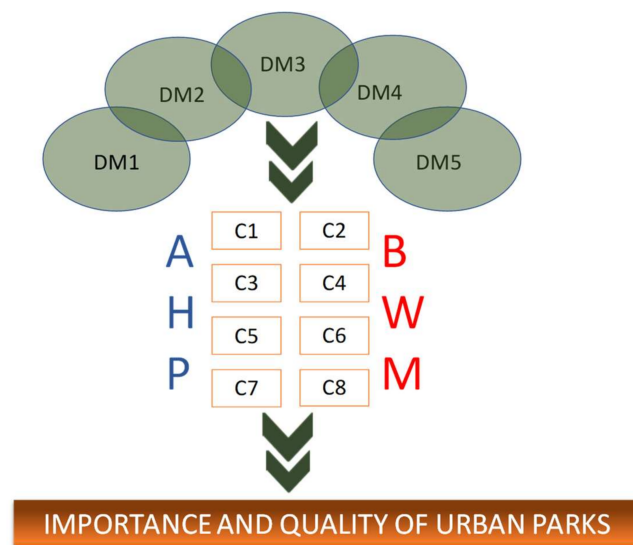 DM3
DM2
DM4
DM1
DM5
C1 C2
A B
C3 C4
H W
C5 C6
P M
C7 C8
IMPORTANCE AND QUALITY OF URBAN PARKS